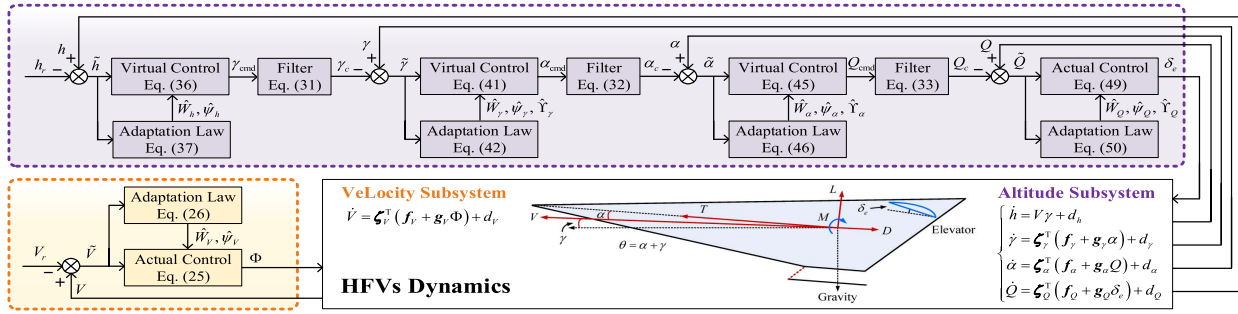 h
+
h_r
−
h̃
Virtual Control
Eq. (36)
γ_cmd
Filter
Eq. (31)
γ_c
−
γ
+
γ̃
Virtual Control
Eq. (41)
α_cmd
Filter
Eq. (32)
α_c
−
α
+
α̃
Virtual Control
Eq. (45)
Q_cmd
Filter
Eq. (33)
Q_c
−
Q
+
Q̃
Actual Control
Eq. (49)
δ_e
Ŵ_h, ψ̂_h
Ŵ_γ, ψ̂_γ, ϒ̂_γ
Ŵ_α, ψ̂_α, ϒ̂_α
Ŵ_Q, ψ̂_Q, ϒ̂_Q
Adaptation Law
Eq. (37)
Adaptation Law
Eq. (42)
Adaptation Law
Eq. (46)
Adaptation Law
Eq. (50)
Adaptation Law
Eq. (26)
Ŵ_V, ψ̂_V
V_r
−
+
V
Ṽ
Actual Control
Eq. (25)
Φ
VeLocity Subsystem
V̇ = ζ_V^T (f_V + g_V Φ) + d_V
HFVs Dynamics
V
α
γ
T
θ = α + γ
L
M
D
δ_e
Elevator
Gravity
Altitude Subsystem
ḣ = Vγ + d_h
γ̇ = ζ_γ^T (f_γ + g_γ α) + d_γ
α̇ = ζ_α^T (f_α + g_α Q) + d_α
Q̇ = ζ_Q^T (f_Q + g_Q δ_e) + d_Q